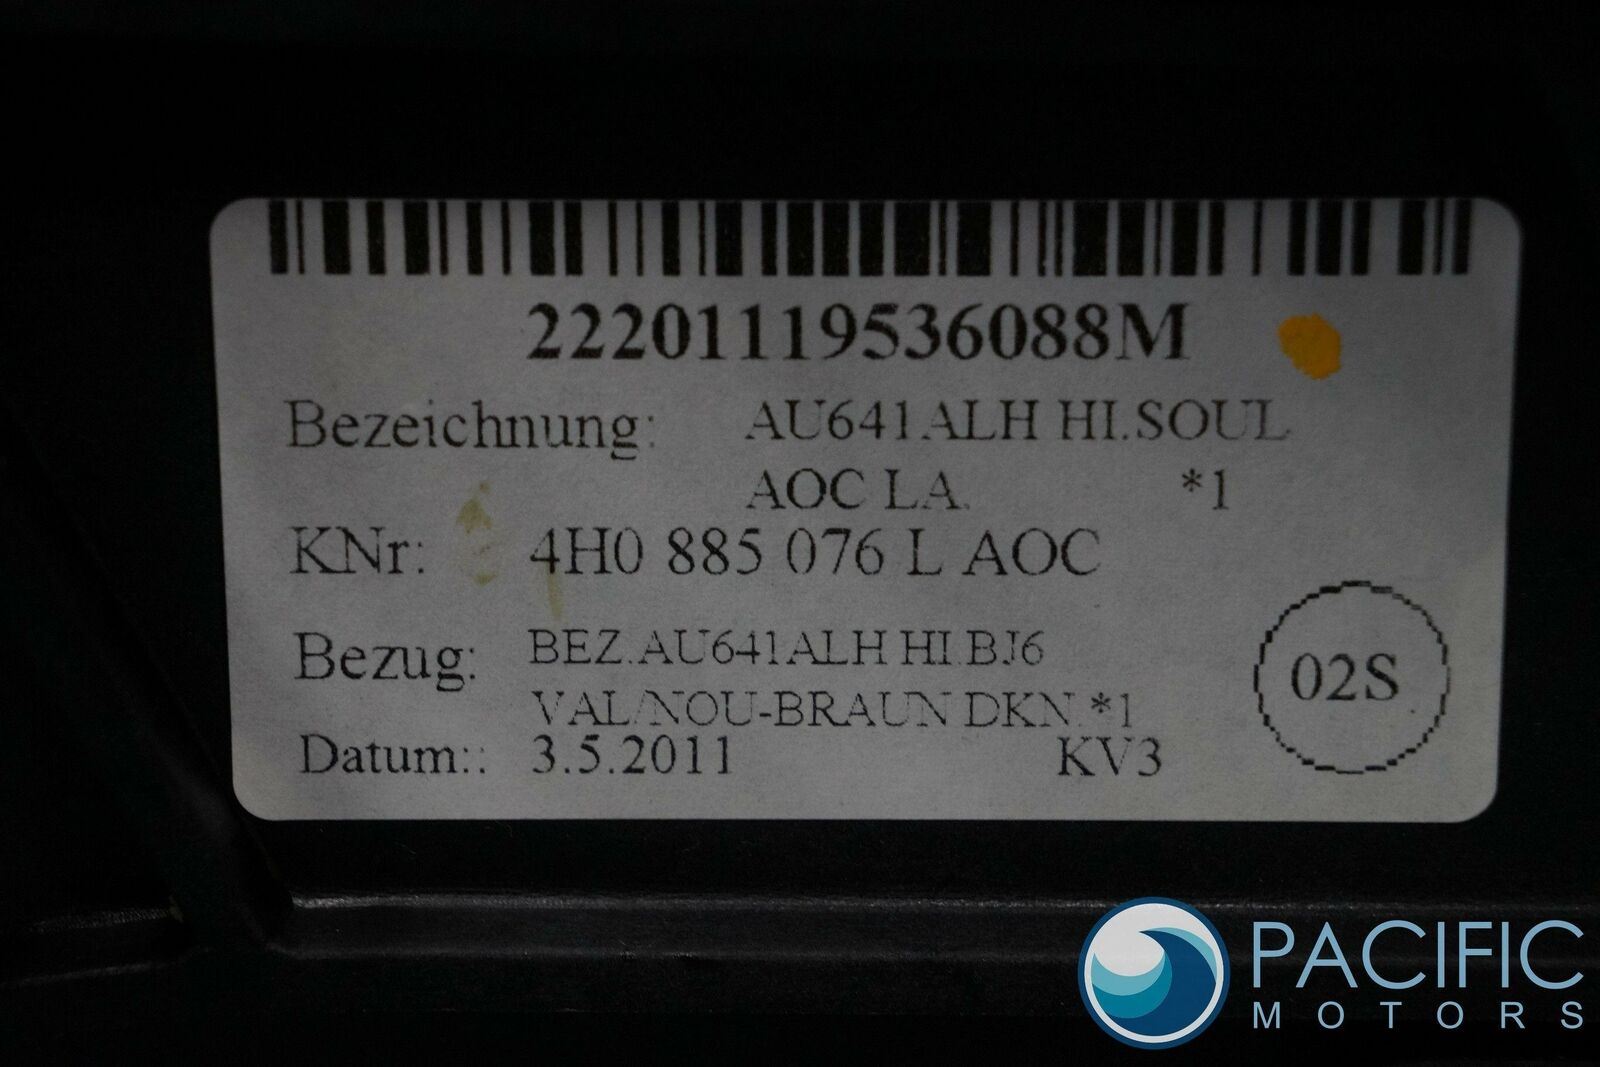 22201119536088M
Bezeichnung: AU641ALH HI.SOUL
AOC LA. *1
KNr: 4H0 885 076 L AOC
Bezug: BEZ.AU641ALH HI.BJ6
VAL/NOU-BRAUN DKN.*1
Datum:: 3.5.2011 KV3
02S
PACIFIC
MOTORS